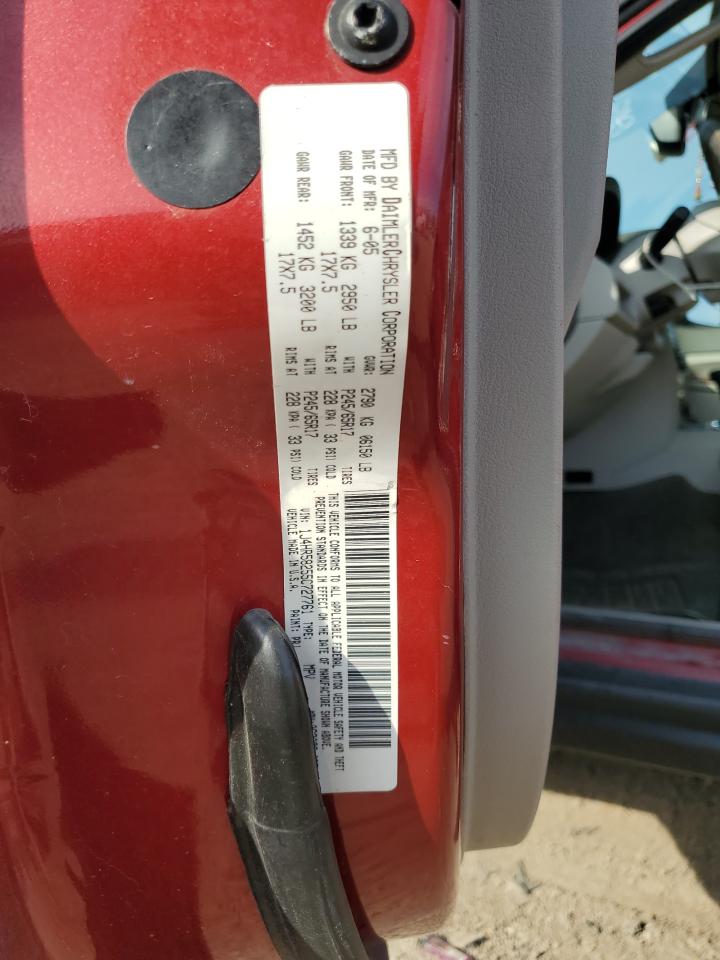 MFD BY DAIMLERCHRYSLER CORPORATION
DATE OF MFR: 6-05 GVWR: 2790 KG 06150 LB
GAWR FRONT: 1339 KG 2950 LB WITH P245/65R17 TIRES
17X7.5 RIMS AT 228 KPA ( 33 PSI) COLD
GAWR REAR: 1452 KG 3200 LB WITH P245/65R17 TIRES
17X7.5 RIMS AT 228 KPA ( 33 PSI) COLD
THIS VEHICLE CONFORMS TO ALL APPLICABLE FEDERAL MOTOR VEHICLE SAFETY AND THEFT
PREVENTION STANDARDS IN EFFECT ON THE DATE OF MANUFACTURE SHOWN ABOVE.
VIN: 1J4HR58255C727761 TYPE: MPV
VEHICLE MADE IN U.S.A. PAINT: